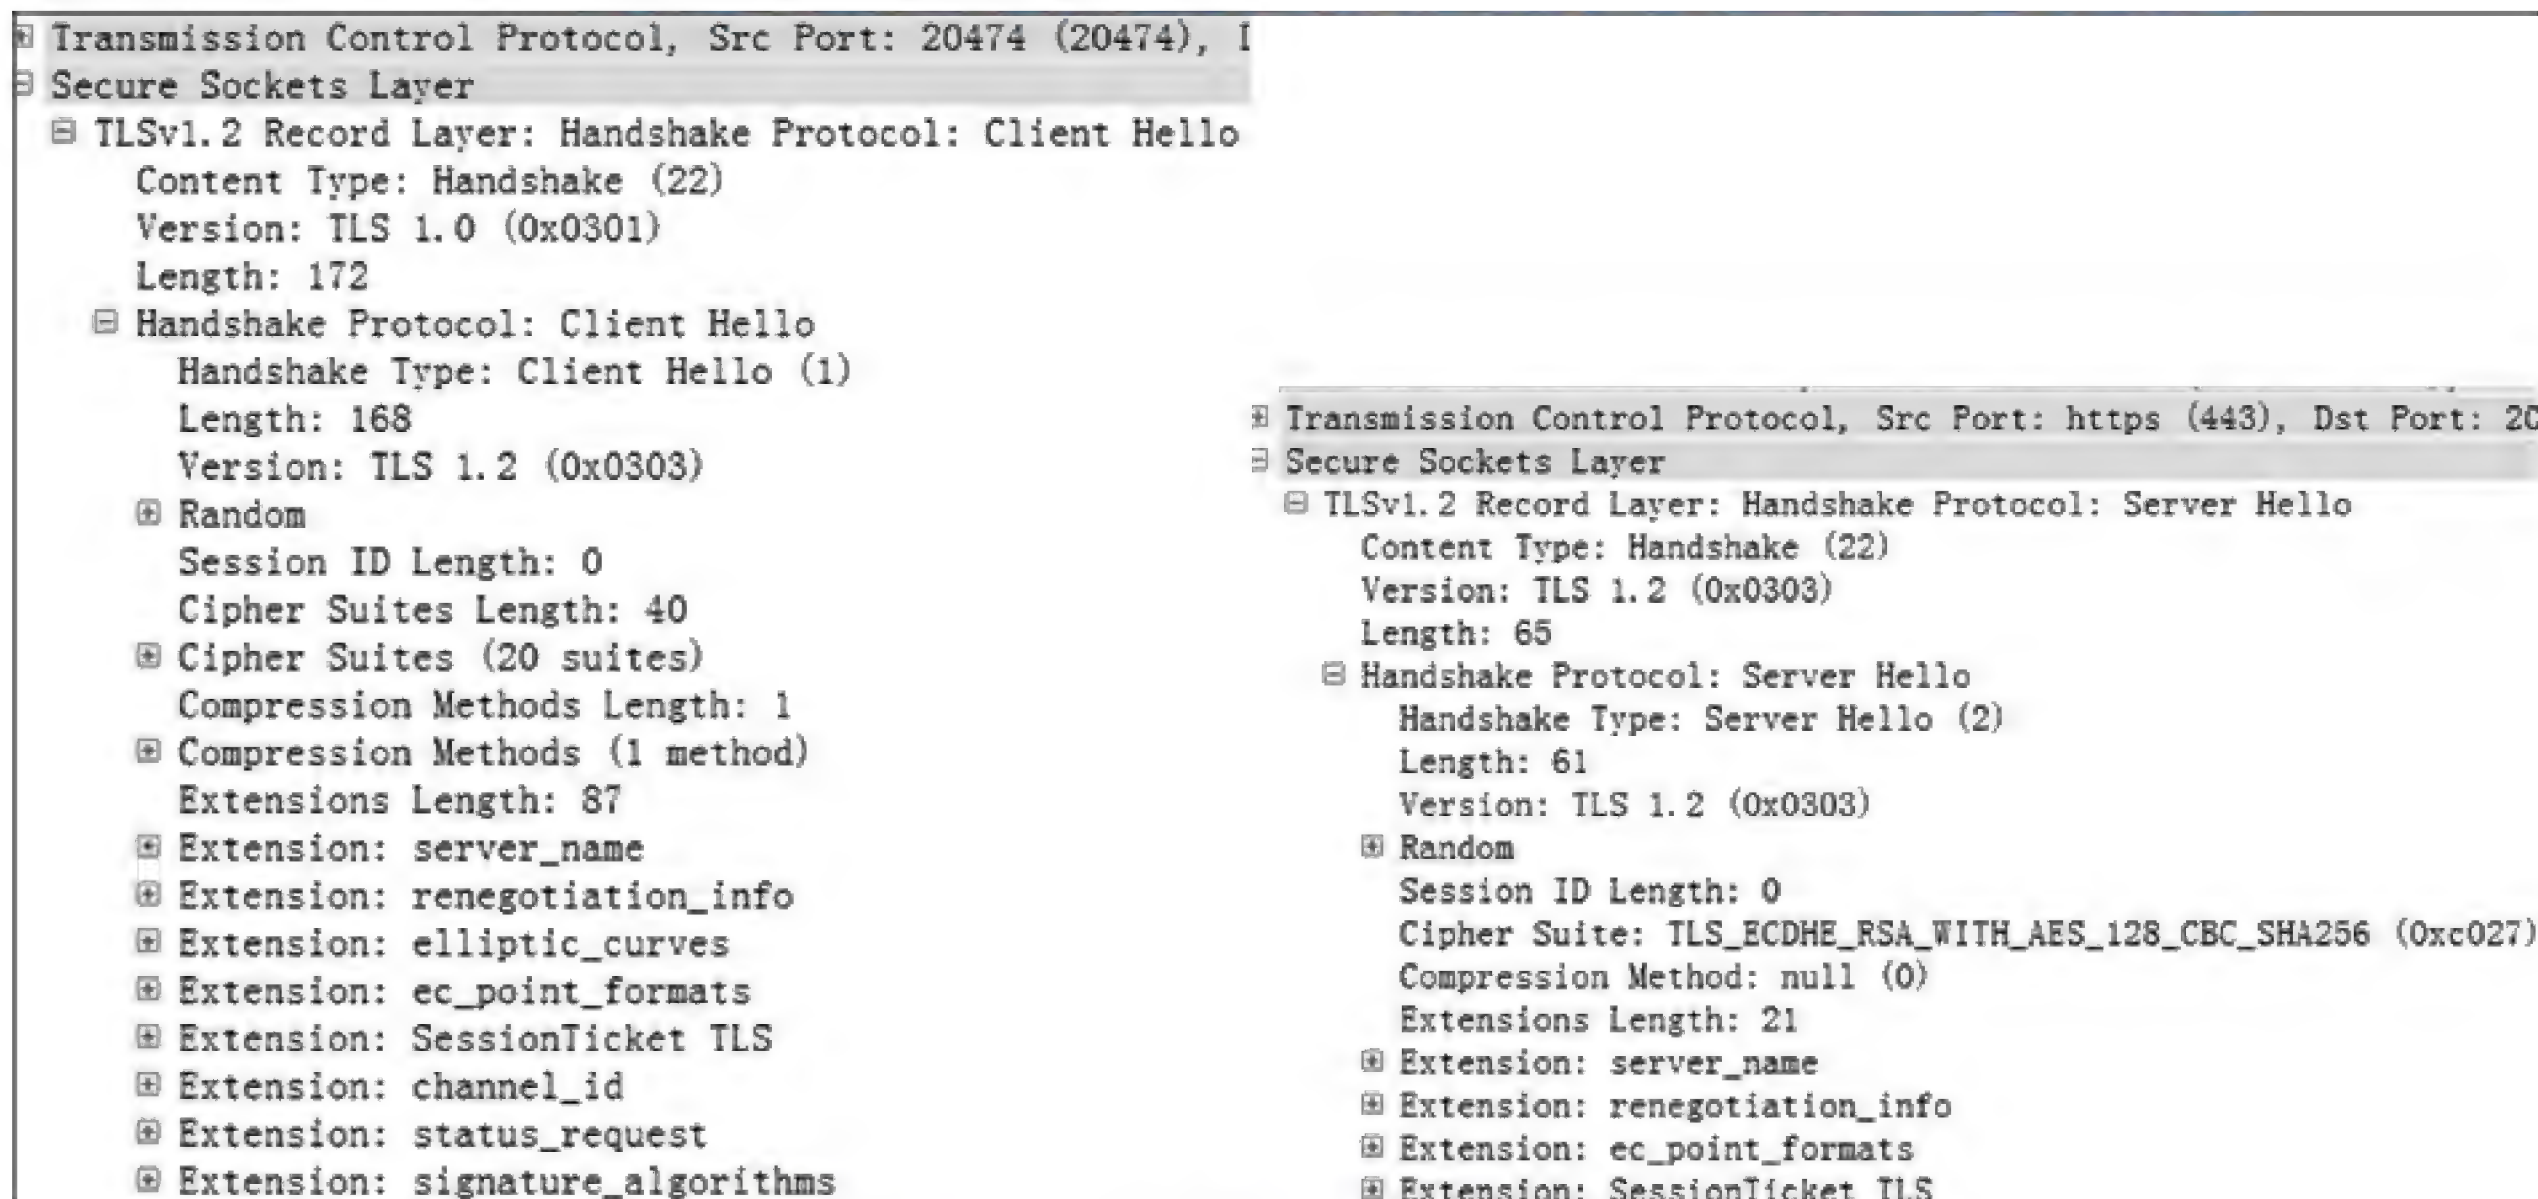 Transmission Control Protocol, Src Port: 20474 (20474),
Secure Sockets Layer
TLSv1.2 Record Layer: Handshake Protocol: Client Hello
Content Type: Handshake (22)
Version: TLS 1.0 (0x0301)
Length: 172
Handshake Protocol: Client Hello
Handshake Type: Client Hello (1)
Length: 168
Version: TLS 1.2 (0x0303)
Random
Session ID Length: 0
Cipher Suites Length: 40
Cipher Suites (20 suites)
Compression Methods Length: 1
Compression Methods (1 method)
Extensions Length: 87
Extension: server_name
Extension: renegotiation_info
Extension: elliptic_curves
Extension: ec_point_formats
Extension: SessionTicket TLS
Extension: channel_id
Extension: status_request
Extension: signature_algorithms
Transmission Control Protocol, Src Port: https (443), Dst Port: 20
Secure Sockets Layer
TLSv1.2 Record Layer: Handshake Protocol: Server Hello
Content Type: Handshake (22)
Version: TLS 1.2 (0x0303)
Length: 65
Handshake Protocol: Server Hello
Handshake Type: Server Hello (2)
Length: 61
Version: TLS 1.2 (0x0303)
Random
Session ID Length: 0
Cipher Suite: TLS_ECDHE_RSA_WITH_AES_128_CBC_SHA256 (0xc027)
Compression Method: null (0)
Extensions Length: 21
Extension: server_name
Extension: renegotiation_info
Extension: ec_point_formats
Extension: SessionTicket TLS